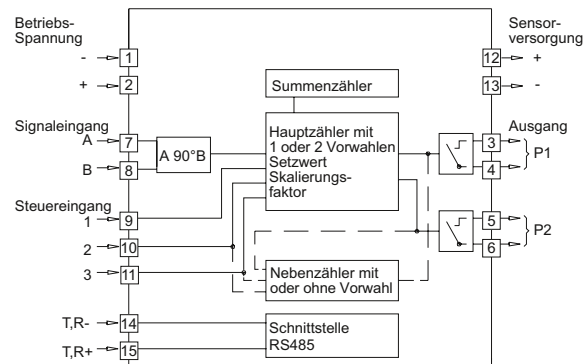 Betriebs-
Spannung
- 1
+ 2
Sensor-
versorgung
12 +
13 -
Summenzähler
Signaleingang
A 7
B 8
A 90°B
Hauptzähler mit
1 oder 2 Vorwahlen
Setzwert
Skalierungs-
faktor
Ausgang
3
4
P1
Steuereingang
1 9
2 10
3 11
5
6
P2
Nebenzähler mit
oder ohne Vorwahl
T,R- 14
T,R+ 15
Schnittstelle
RS485